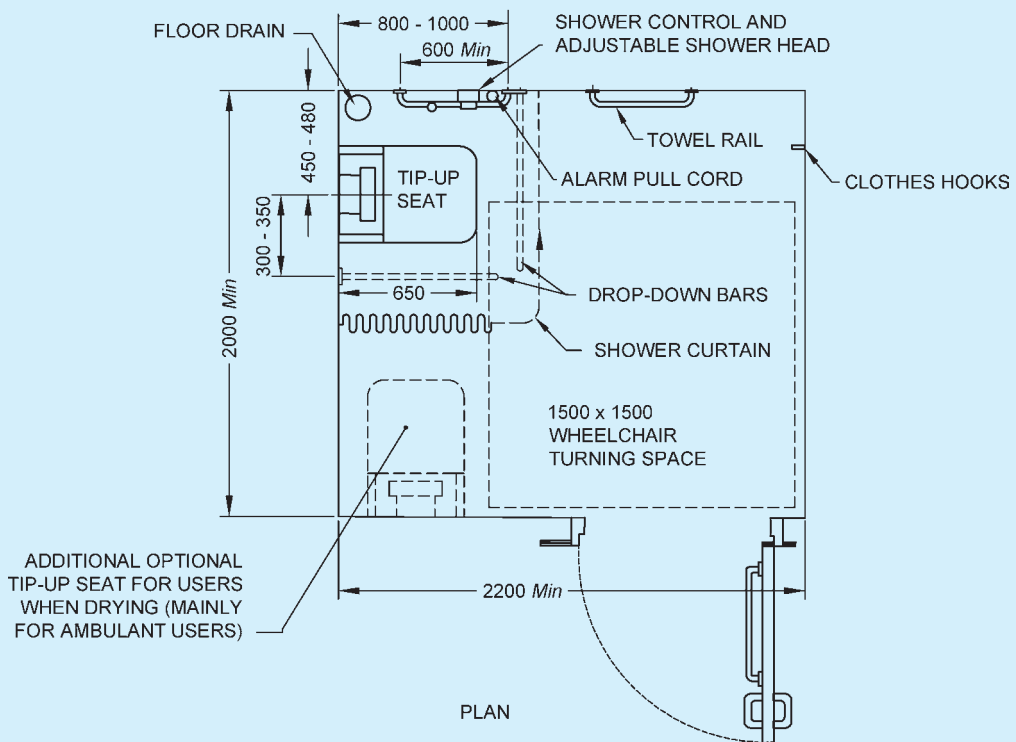 800 - 1000
SHOWER CONTROL AND
ADJUSTABLE SHOWER HEAD
FLOOR DRAIN
600 Min
450 - 480
TOWEL RAIL
TIP-UP
SEAT
ALARM PULL CORD
CLOTHES HOOKS
300 - 350
650
DROP-DOWN BARS
2000 Min
SHOWER CURTAIN
1500 x 1500
WHEELCHAIR
TURNING SPACE
ADDITIONAL OPTIONAL
TIP-UP SEAT FOR USERS
WHEN DRYING (MAINLY
FOR AMBULANT USERS)
2200 Min
PLAN